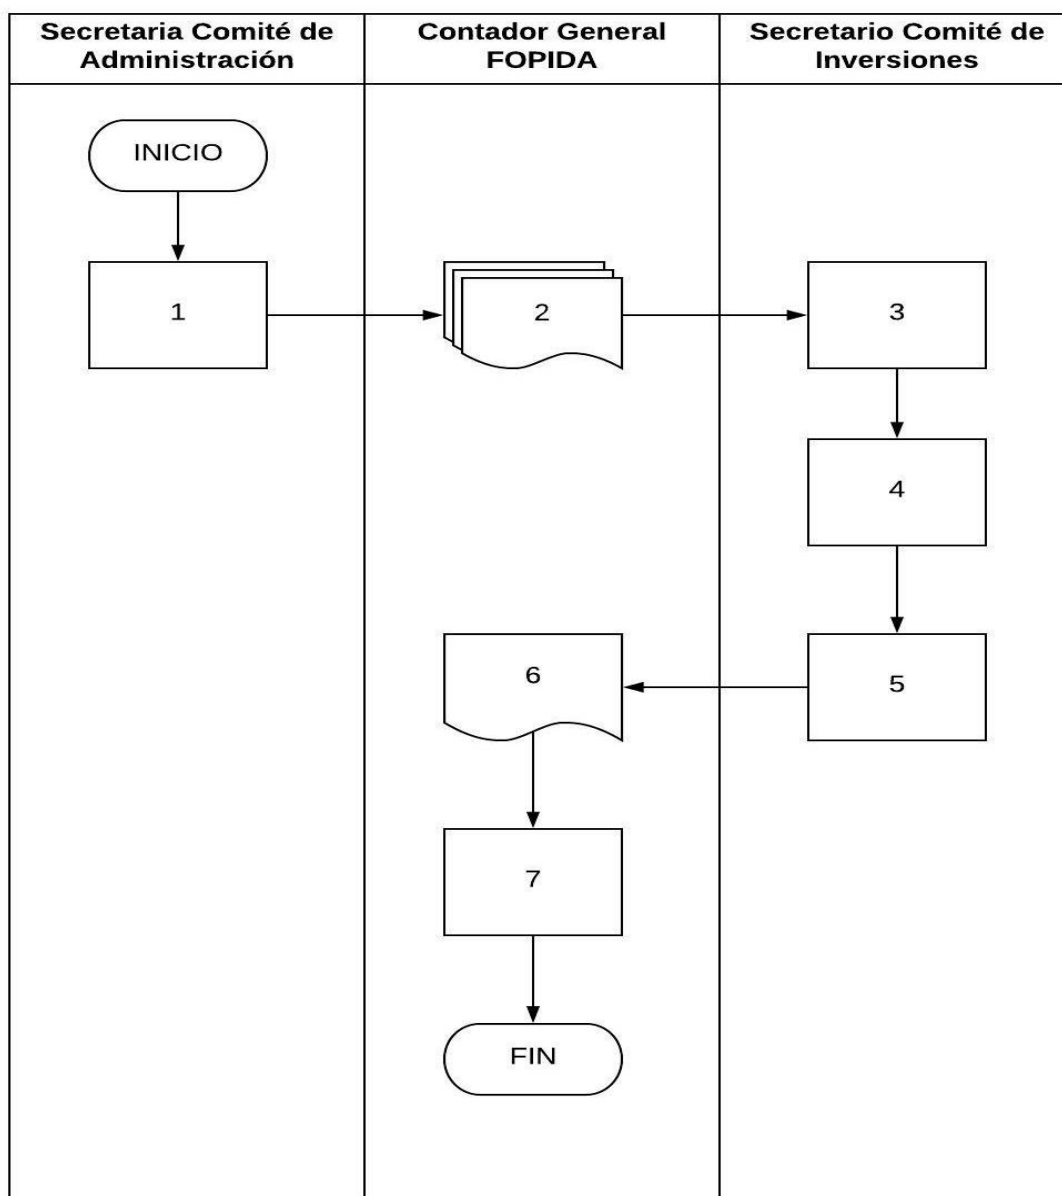 Secretaria Comité de
Administración
Contador General
FOPIDA
Secretario Comité de
Inversiones
INICIO
1
2
3
4
5
6
7
FIN